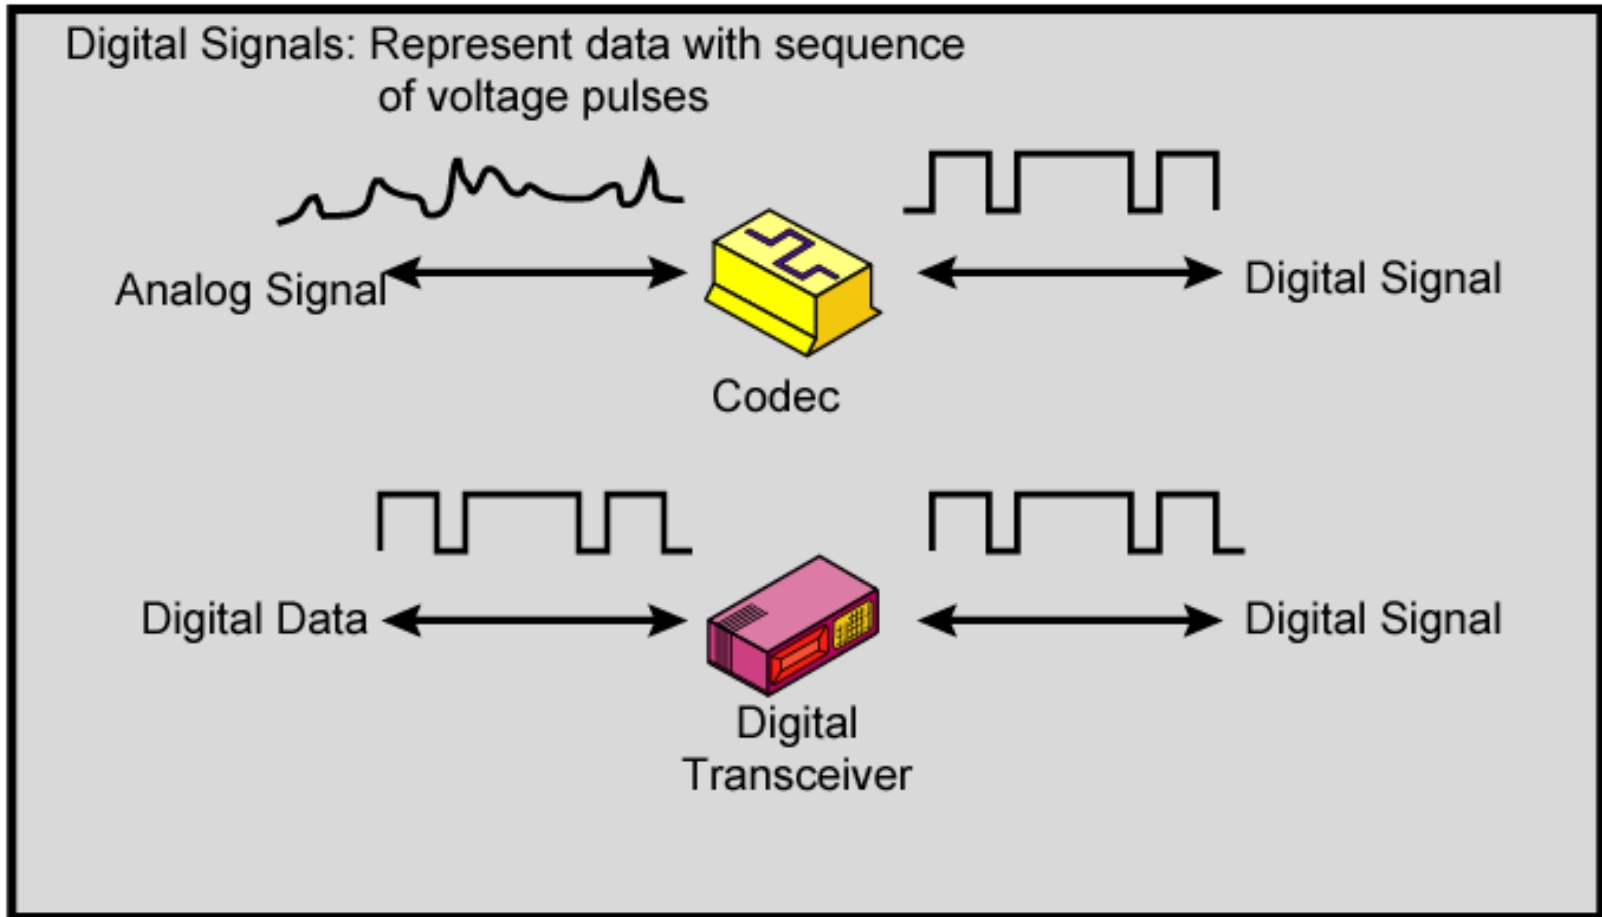 Digital Signals: Represent data with sequence
of voltage pulses
Analog Signal
Digital Signal
Codec
Digital Data
Digital Signal
Digital
Transceiver